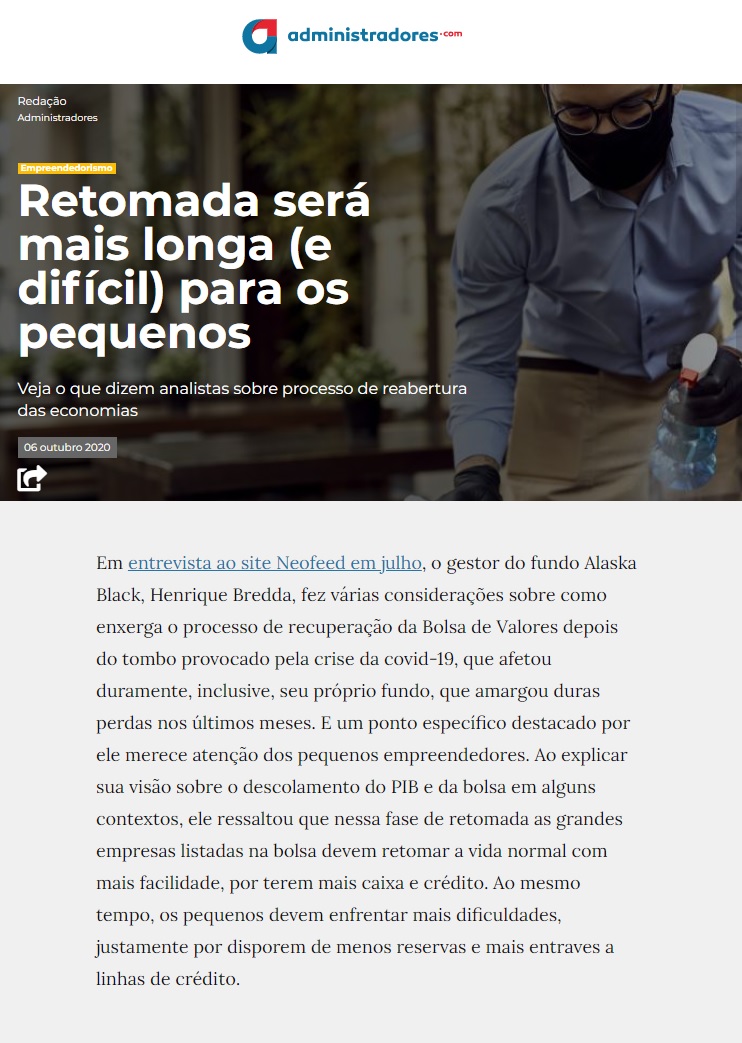 administradores.com
Redação
Administradores
Empreendedorismo
Retomada será
mais longa (e
difícil) para os
pequenos
Veja o que dizem analistas sobre processo de reabertura
das economias
06 outubro 2020
Em entrevista ao site Neofeed em julho, o gestor do fundo Alaska
Black, Henrique Bredda, fez várias considerações sobre como
enxerga o processo de recuperação da Bolsa de Valores depois
do tombo provocado pela crise da covid-19, que afetou
duramente, inclusive, seu próprio fundo, que amargou duras
perdas nos últimos meses. E um ponto específico destacado por
ele merece atenção dos pequenos empreendedores. Ao explicar
sua visão sobre o descolamento do PIB e da bolsa em alguns
contextos, ele ressaltou que nessa fase de retomada as grandes
empresas listadas na bolsa devem retomar a vida normal com
mais facilidade, por terem mais caixa e crédito. Ao mesmo
tempo, os pequenos devem enfrentar mais dificuldades,
justamente por disporem de menos reservas e mais entraves a
linhas de crédito.